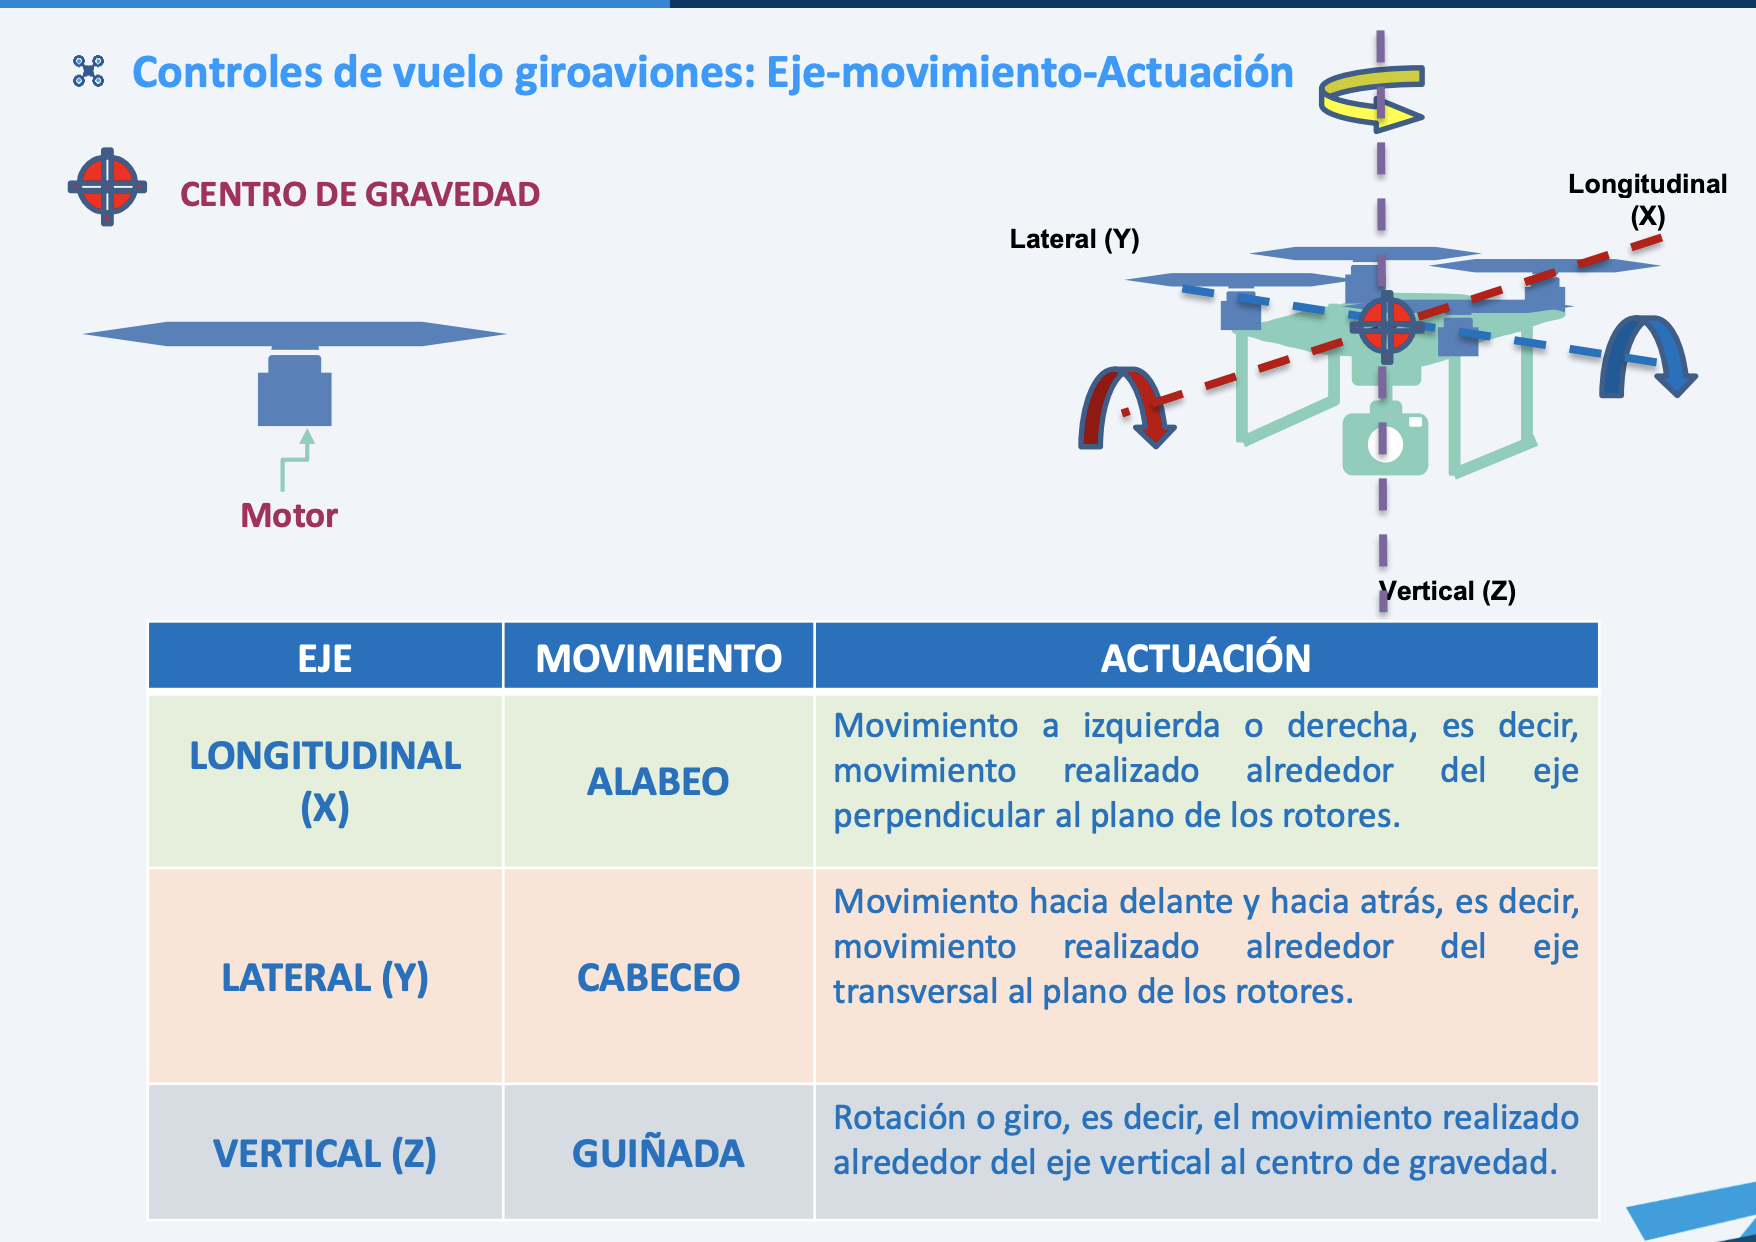 Controles de vuelo giroaviones: Eje-movimiento-Actuación
CENTRO DE GRAVEDAD
Longitudinal
(X)
Lateral (Y)
Motor
Vertical (Z)
EJE MOVIMIENTO ACTUACIÓN
LONGITUDINAL
(X)
ALABEO
Movimiento a izquierda o derecha, es decir,
movimiento realizado alrededor del eje
perpendicular al plano de los rotores.
LATERAL (Y)
CABECEO
Movimiento hacia delante y hacia atrás, es decir,
movimiento realizado alrededor del eje
transversal al plano de los rotores.
VERTICAL (Z)
GUIÑADA
Rotación o giro, es decir, el movimiento realizado
alrededor del eje vertical al centro de gravedad.